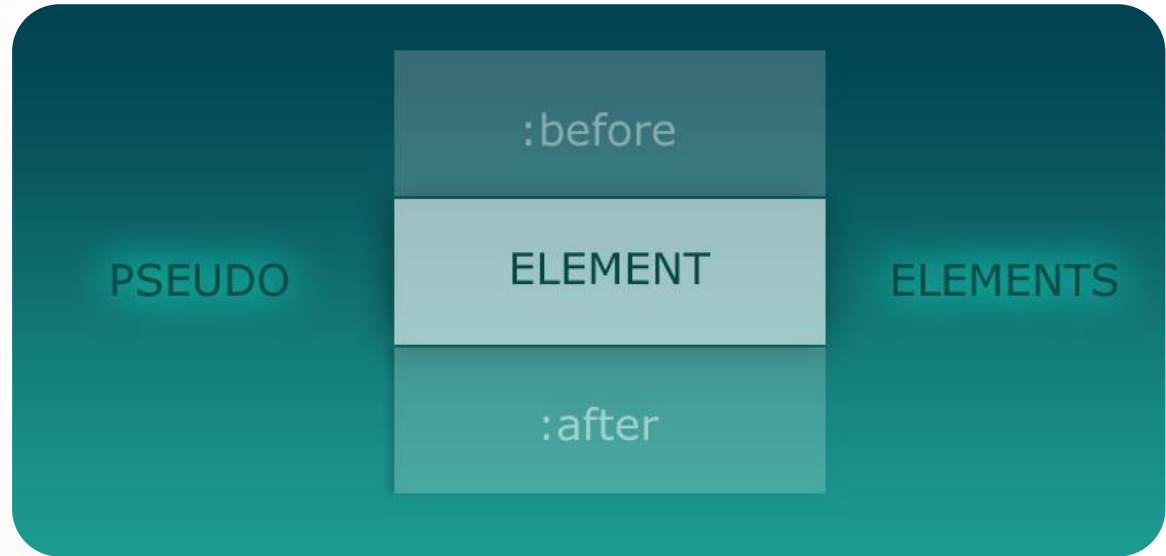 :before
PSEUDO
ELEMENT
ELEMENTS
:after